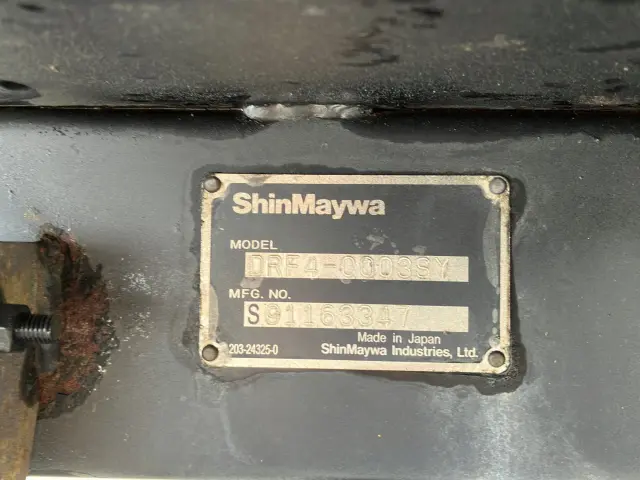 ShinMaywa
MODEL
DRF4-0003SY
MFG. NO.
S91163347
Made in Japan
203-24325-0 ShinMaywa Industries, Ltd.